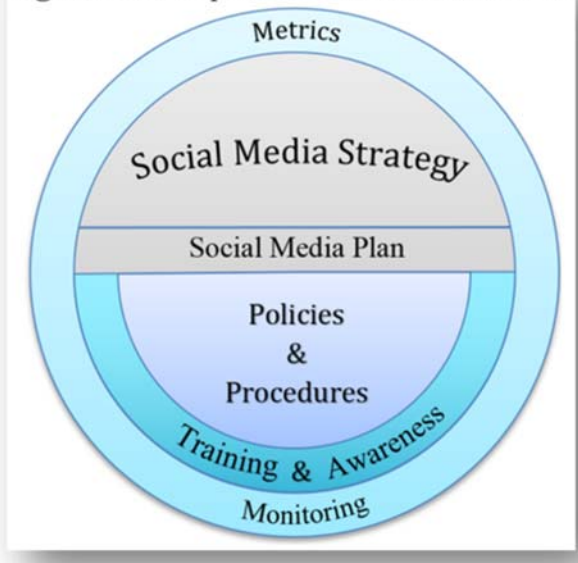 Metrics
Social Media Strategy
Social Media Plan
Policies
&
Procedures
Training & Awareness
Monitoring